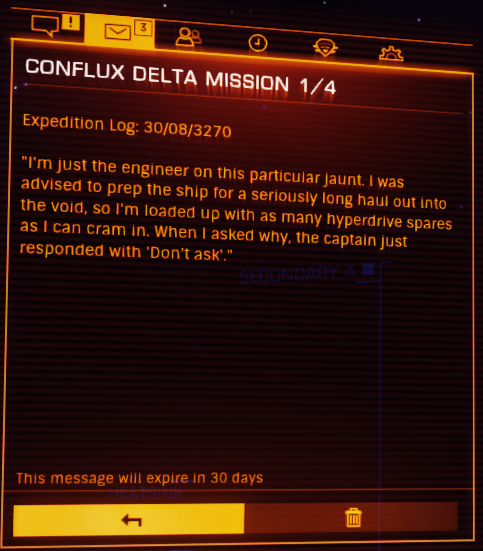 !
3
CONFLUX DELTA MISSION 1/4
Expedition Log: 30/08/3270
"I'm just the engineer on this particular jaunt. I was
advised to prep the ship for a seriously long haul out into
the void, so I'm loaded up with as many hyperdrive spares
as I can cram in. When I asked why, the captain just
responded with 'Don't ask'."
SECONDARY A
This message will expire in 30 days
HEATSINK